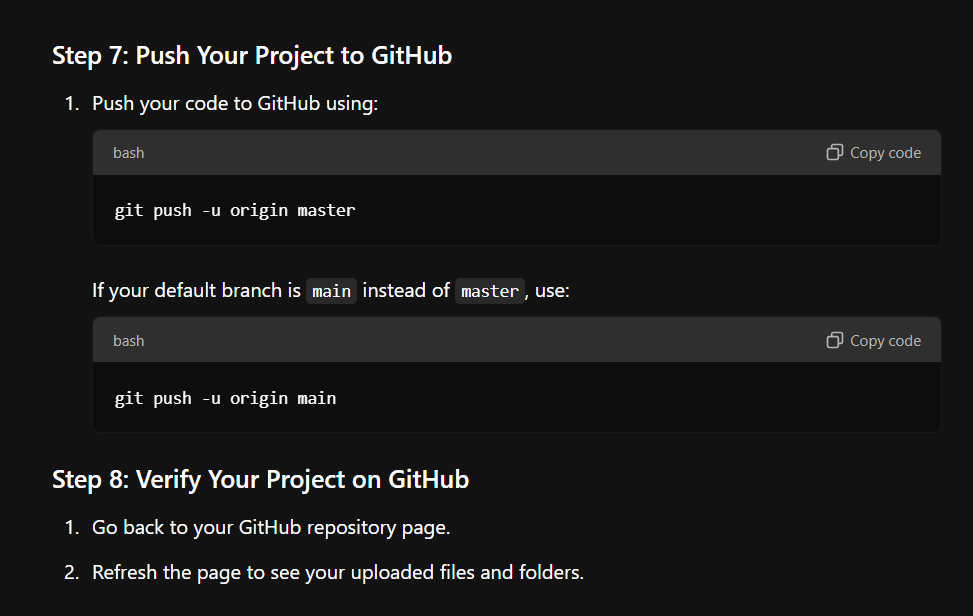 Step 7: Push Your Project to GitHub
1. Push your code to GitHub using:
bash Copy code
git push -u origin master
If your default branch is main instead of master, use:
bash Copy code
git push -u origin main
Step 8: Verify Your Project on GitHub
1. Go back to your GitHub repository page.
2. Refresh the page to see your uploaded files and folders.